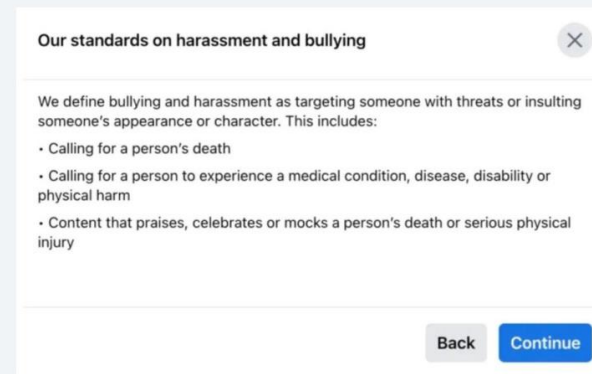 Our standards on harassment and bullying
We define bullying and harassment as targeting someone with threats or insulting
someone's appearance or character. This includes:
• Calling for a person's death
• Calling for a person to experience a medical condition, disease, disability or
physical harm
• Content that praises, celebrates or mocks a person's death or serious physical
injury
Back Continue